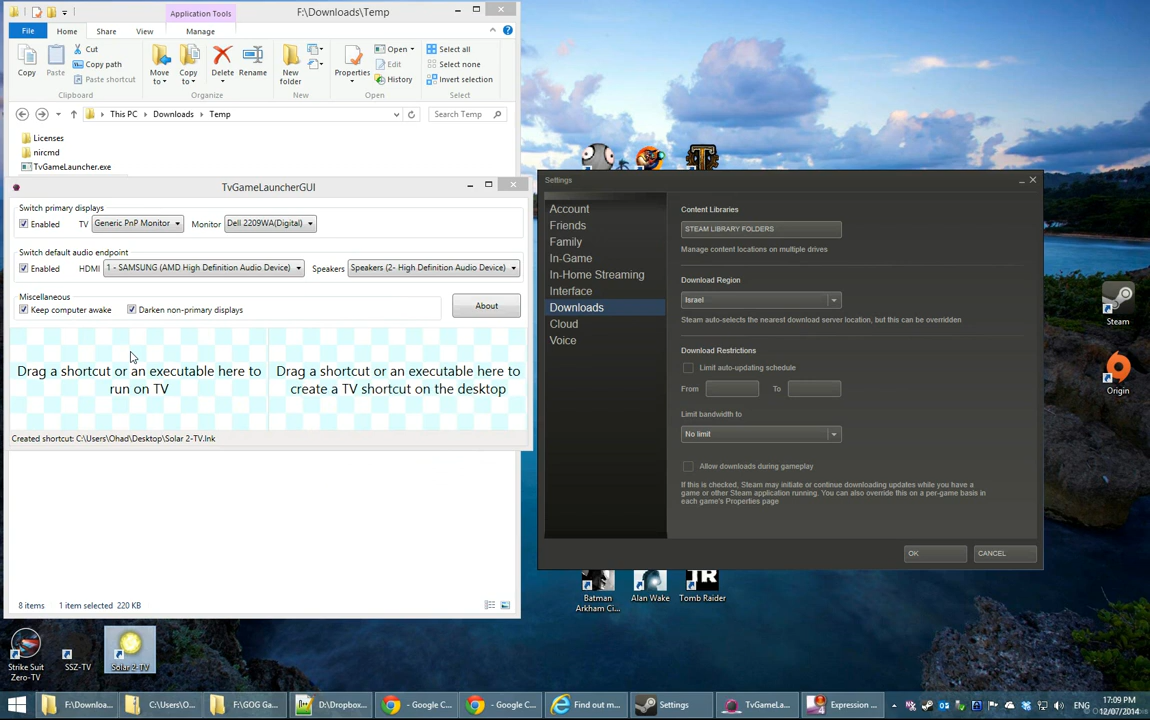 Application Tools
F:\Downloads\Temp
File
Home
Share
View
Manage
Copy
Paste
Cut
Copy path
Paste shortcut
Clipboard
Move to
Copy to
Delete
Rename
Organize
New folder
New
Properties
Open
Edit
History
Open
Select all
Select none
Invert selection
Select
This PC
Downloads
Temp
Search Temp
Licenses
nircmd
TvGameLauncher.exe
TvGameLauncherGUI
Switch primary displays
Enabled TV Generic PnP Monitor Monitor Dell 2209WA(Digital)
Switch default audio endpoint
Enabled HDMI 1 - SAMSUNG (AMD High Definition Audio Device) Speakers Speakers (2- High Definition Audio Device)
Miscellaneous
Keep computer awake Darken non-primary displays
About
Drag a shortcut or an executable here to
run on TV
Drag a shortcut or an executable here to
create a TV shortcut on the desktop
Created shortcut: C:\Users\Ohad\Desktop\Solar 2-TV.lnk
8 items 1 item selected 220 KB
Settings
Account
Friends
Family
In-Game
In-Home Streaming
Interface
Downloads
Cloud
Voice
Content Libraries
STEAM LIBRARY FOLDERS
Manage content locations on multiple drives
Download Region
Israel
Steam auto-selects the nearest download server location, but this can be overridden
Download Restrictions
Limit auto-updating schedule
From To
Limit bandwidth to
No limit
Allow downloads during gameplay
If this is checked, Steam may initiate or continue downloading updates while you have a
game or other Steam application running. You can also override this on a per-game basis in
each game's Properties page
OK
CANCEL
Steam
Origin
Batman
Arkham Ci...
Alan Wake
Tomb Raider
Strike Suit
Zero-TV
SSZ-TV
Solar 2-TV
F:\Downloa...
C:\Users\O...
F:\GOG Ga...
D:\Dropbox...
- Google C...
- Google C...
Find out m...
Settings
TvGameLa...
Expression ...
ENG
17:09 PM
12/07/2014